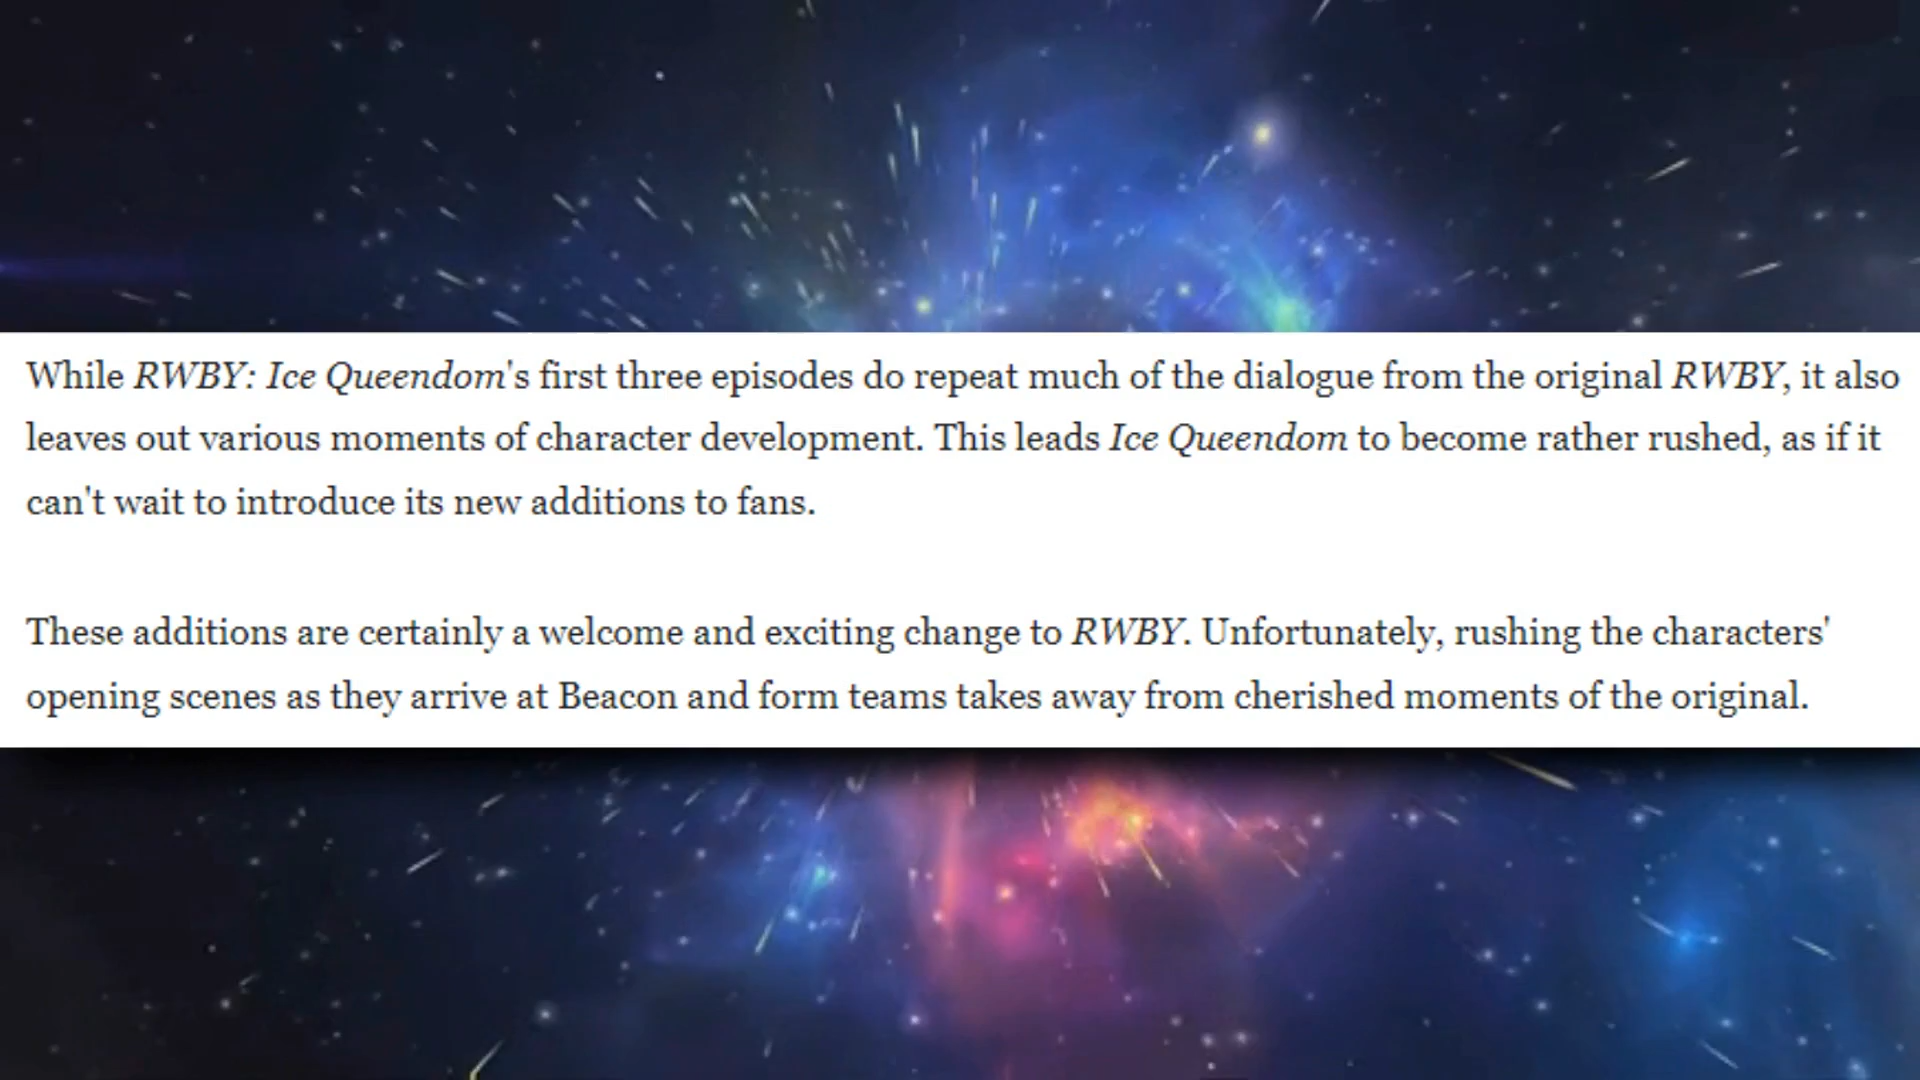 While RWBY: Ice Queendom's first three episodes do repeat much of the dialogue from the original RWBY, it also
leaves out various moments of character development. This leads Ice Queendom to become rather rushed, as if it
can't wait to introduce its new additions to fans.
These additions are certainly a welcome and exciting change to RWBY. Unfortunately, rushing the characters'
opening scenes as they arrive at Beacon and form teams takes away from cherished moments of the original.